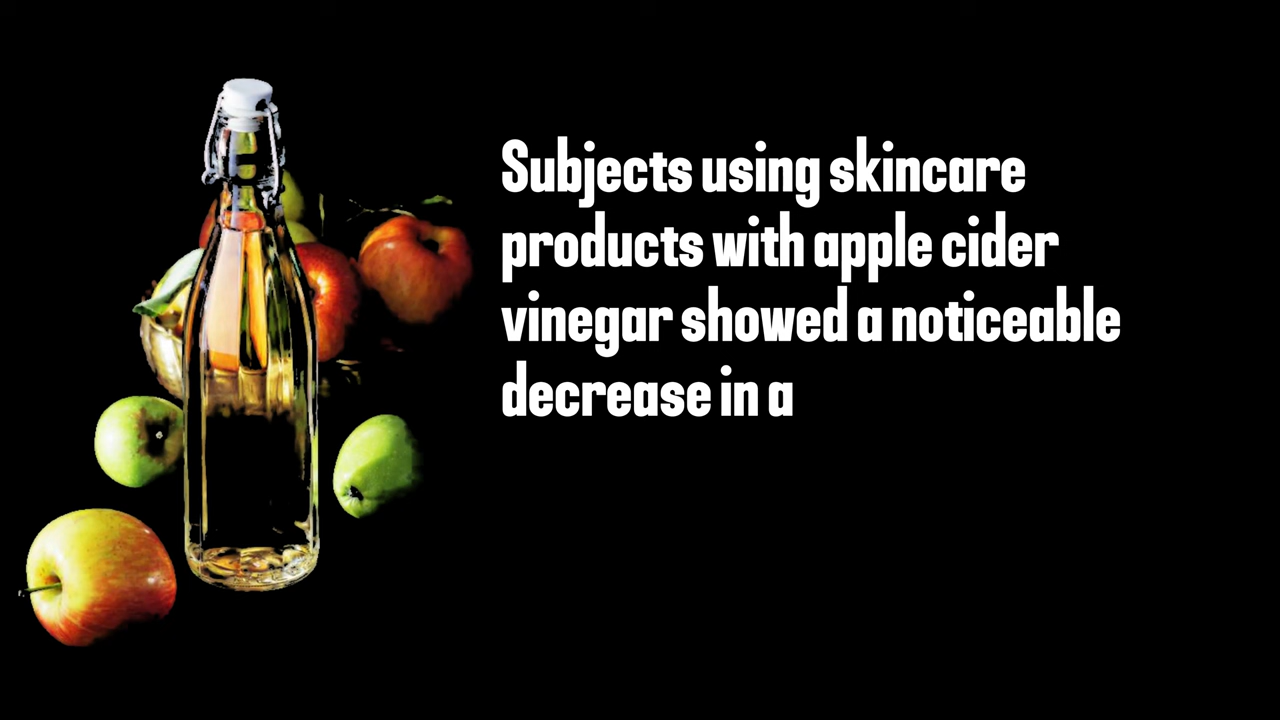 Subjects using skincare
products with apple cider
vinegar showed a noticeable
decrease in a